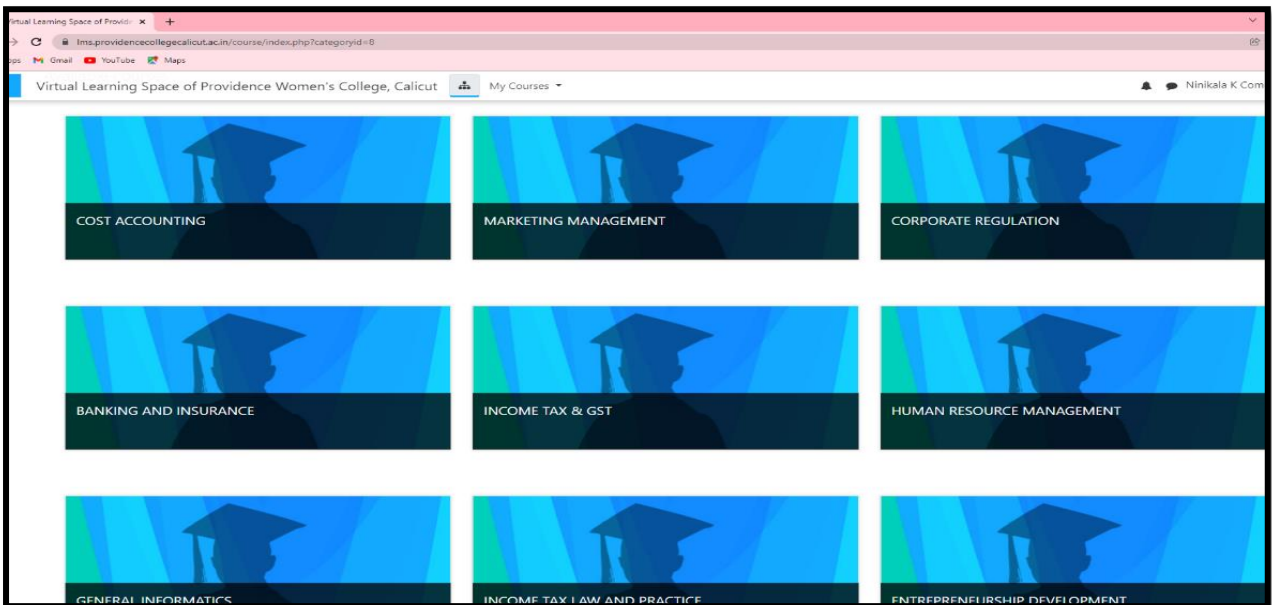 Virtual Learning Space of Provide
lms.providencecollegecalicut.ac.in/course/index.php?categoryid=8
Gmail YouTube Maps
Virtual Learning Space of Providence Women's College, Calicut My Courses Ninikala K Com
COST ACCOUNTING MARKETING MANAGEMENT CORPORATE REGULATION
BANKING AND INSURANCE INCOME TAX & GST HUMAN RESOURCE MANAGEMENT
GENERAL INFORMATICS INCOME TAX LAW AND PRACTICE ENTREPRENEURSHIP DEVELOPMENT